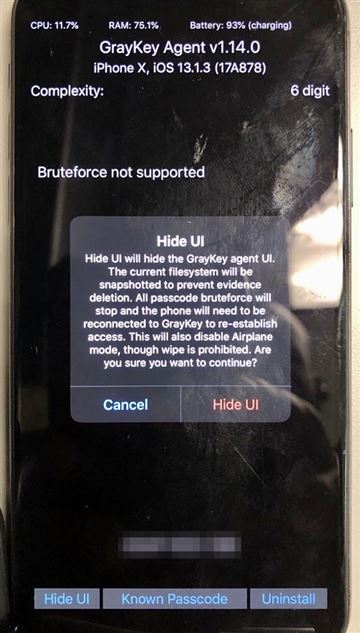 CPU: 11.7% RAM: 75.1% Battery: 93% (charging)
GrayKey Agent v1.14.0
iPhone X, iOS 13.1.3 (17A878)
Complexity: 6 digit
Bruteforce not supported
Hide UI
Hide UI will hide the GrayKey agent UI.
The current filesystem will be
snapshotted to prevent evidence
deletion. All passcode bruteforce will
stop and the phone will need to be
reconnected to GrayKey to re-establish
access. This will also disable Airplane
mode, though wipe is prohibited. Are
you sure you want to continue?
Cancel Hide UI
Hide UI Known Passcode Uninstall